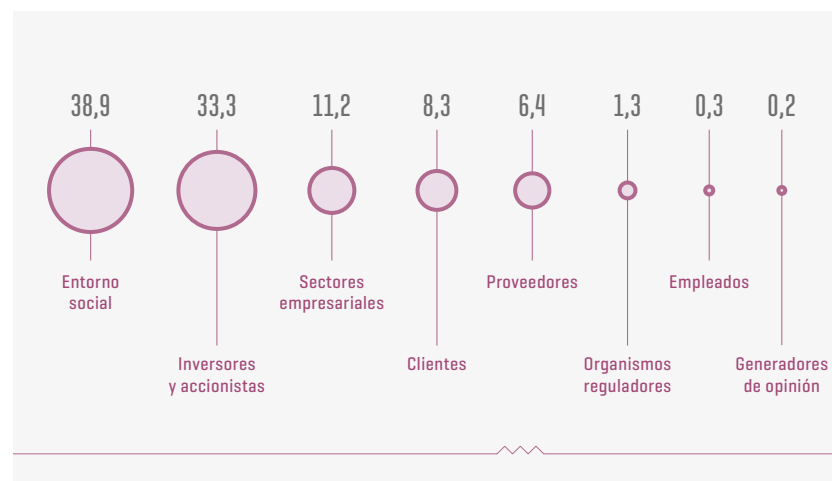 38,9
33,3
11,2
8,3
6,4
1,3
0,3
0,2
Entorno
social
Sectores
empresariales
Proveedores
Empleados
Inversores
y accionistas
Clientes
Organismos
reguladores
Generadores
de opinión